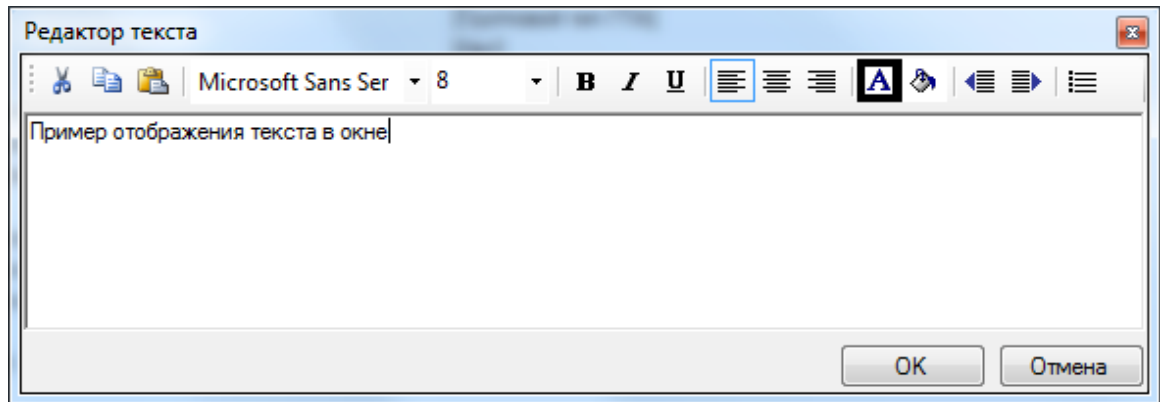 Редактор текста
Microsoft Sans Ser 8 B I U A
Пример отображения текста в окне
OK Отмена